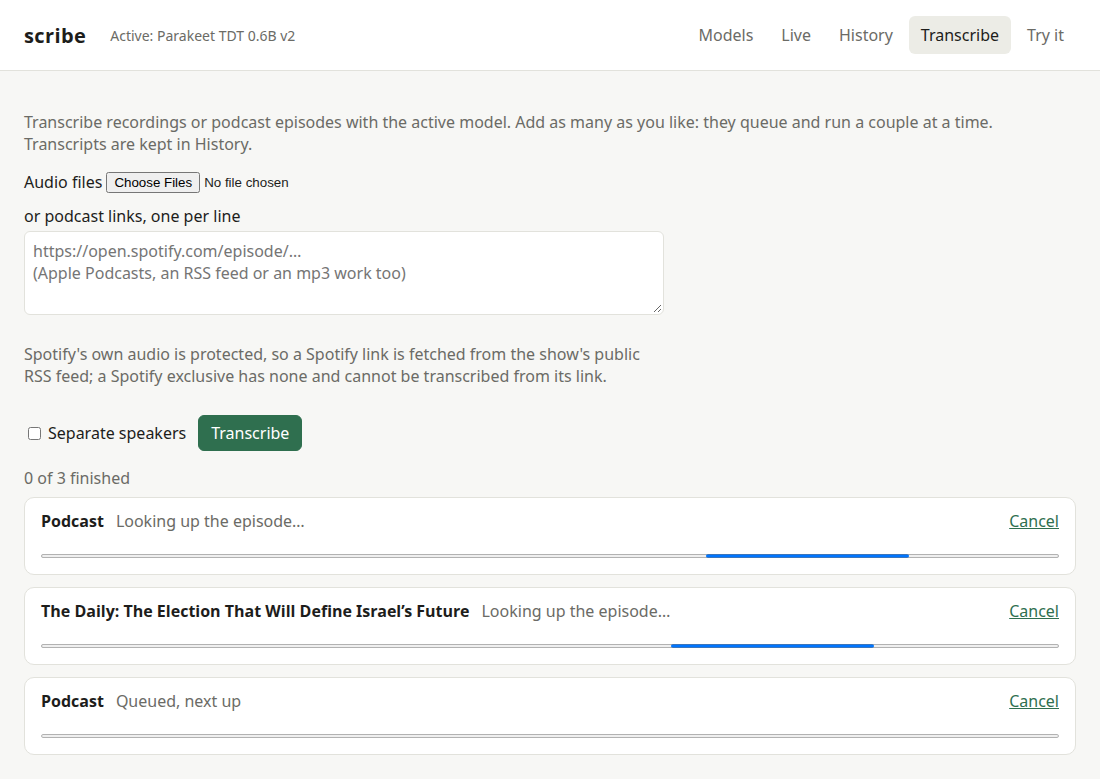 scribe Active: Parakeet TDT 0.6B v2 Models Live History Transcribe Try it
Transcribe recordings or podcast episodes with the active model. Add as many as you like: they queue and run a couple at a time.
Transcripts are kept in History.
Audio files Choose Files No file chosen
or podcast links, one per line
https://open.spotify.com/episode/...
(Apple Podcasts, an RSS feed or an mp3 work too)
Spotify's own audio is protected, so a Spotify link is fetched from the show's public
RSS feed; a Spotify exclusive has none and cannot be transcribed from its link.
Separate speakers Transcribe
0 of 3 finished
Podcast Looking up the episode... Cancel
The Daily: The Election That Will Define Israel’s Future Looking up the episode... Cancel
Podcast Queued, next up Cancel